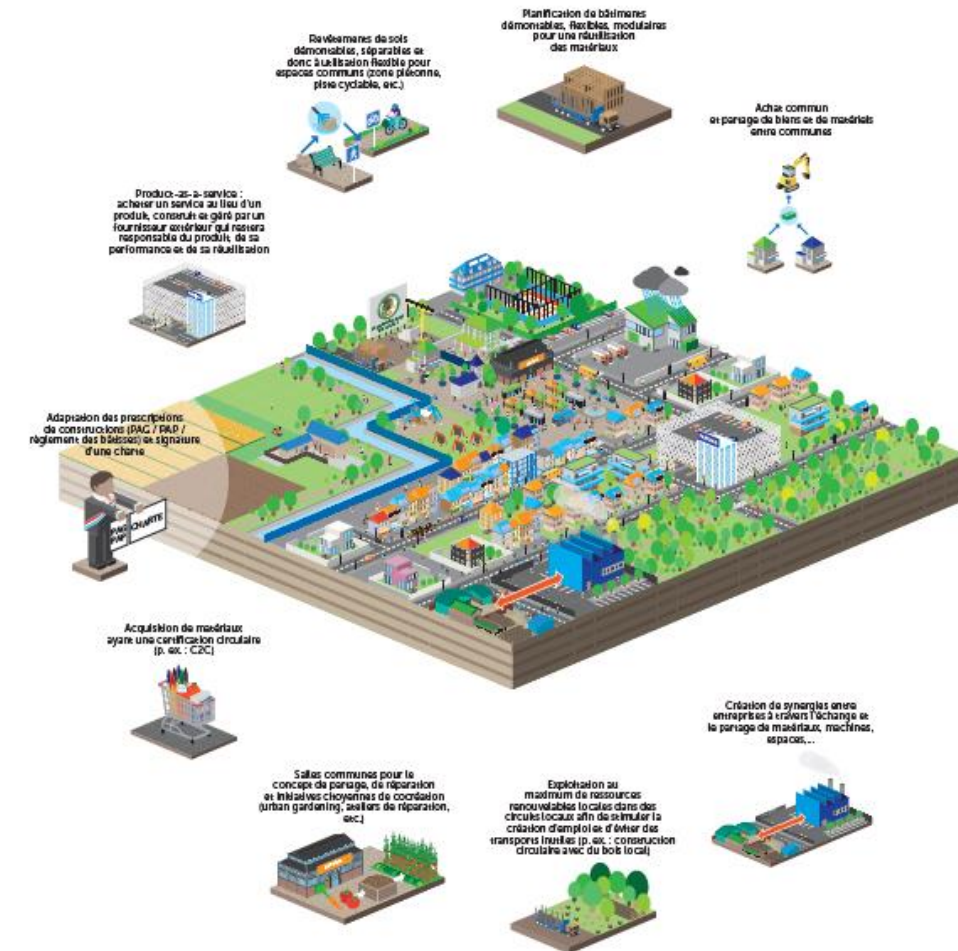 Planification de bâtiments
démontables, flexibles, modulaires
pour une réutilisation
des matériaux
Revêtements de sols
démontables, séparables et
donc à utilisation flexible pour
espaces communs (zone piétonne,
piste cyclable, etc.)
Achat commun
et partage de biens et de matériels
entre communes
Product-as-a-service :
acheter un service au lieu d'un
produit, construit et géré par un
fournisseur extérieur qui restera
responsable du produit, de sa
performance et de sa réutilisation
Adaptation des prescriptions
de constructions (PAG / PAP /
règlement des bâtisses) et signature
d'une charte
PAG
PAP
CHARTE
Acquisition de matériaux
ayant une certification circulaire
(p. ex. : C2C)
Création de synergies entre
entreprises à travers l'échange et
le partage de matériaux, machines,
espaces,...
Salles communes pour le
concept de partage, de réparation
et initiatives citoyennes de cocréation
(urban gardening, ateliers de réparation,
etc.)
Exploitation au
maximum de ressources
renouvelables locales dans des
circuits locaux afin de stimuler la
création d'emploi et d'éviter des
transports inutiles (p. ex. : construction
circulaire avec du bois local)